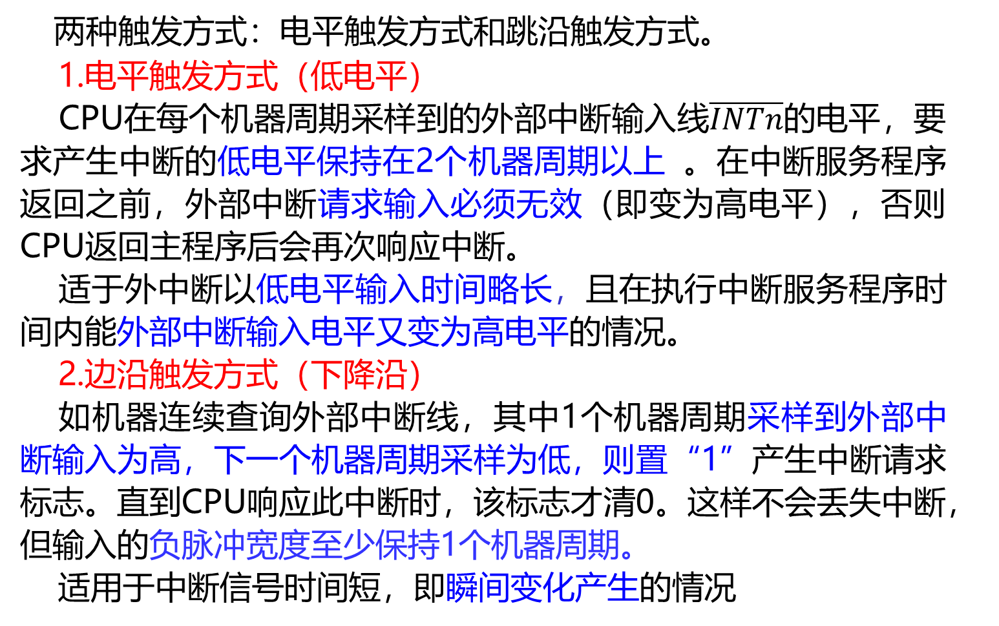 两种触发方式：电平触发方式和跳沿触发方式。
1.电平触发方式（低电平）
CPU在每个机器周期采样到的外部中断输入线$\overline{INTn}$的电平，要
求产生中断的低电平保持在2个机器周期以上 。在中断服务程序
返回之前，外部中断请求输入必须无效（即变为高电平），否则
CPU返回主程序后会再次响应中断。
适于外中断以低电平输入时间略长，且在执行中断服务程序时
间内能外部中断输入电平又变为高电平的情况。
2.边沿触发方式（下降沿）
如机器连续查询外部中断线，其中1个机器周期采样到外部中
断输入为高，下一个机器周期采样为低，则置“1”产生中断请求
标志。直到CPU响应此中断时，该标志才清0。这样不会丢失中断，
但输入的负脉冲宽度至少保持1个机器周期。
适用于中断信号时间短，即瞬间变化产生的情况